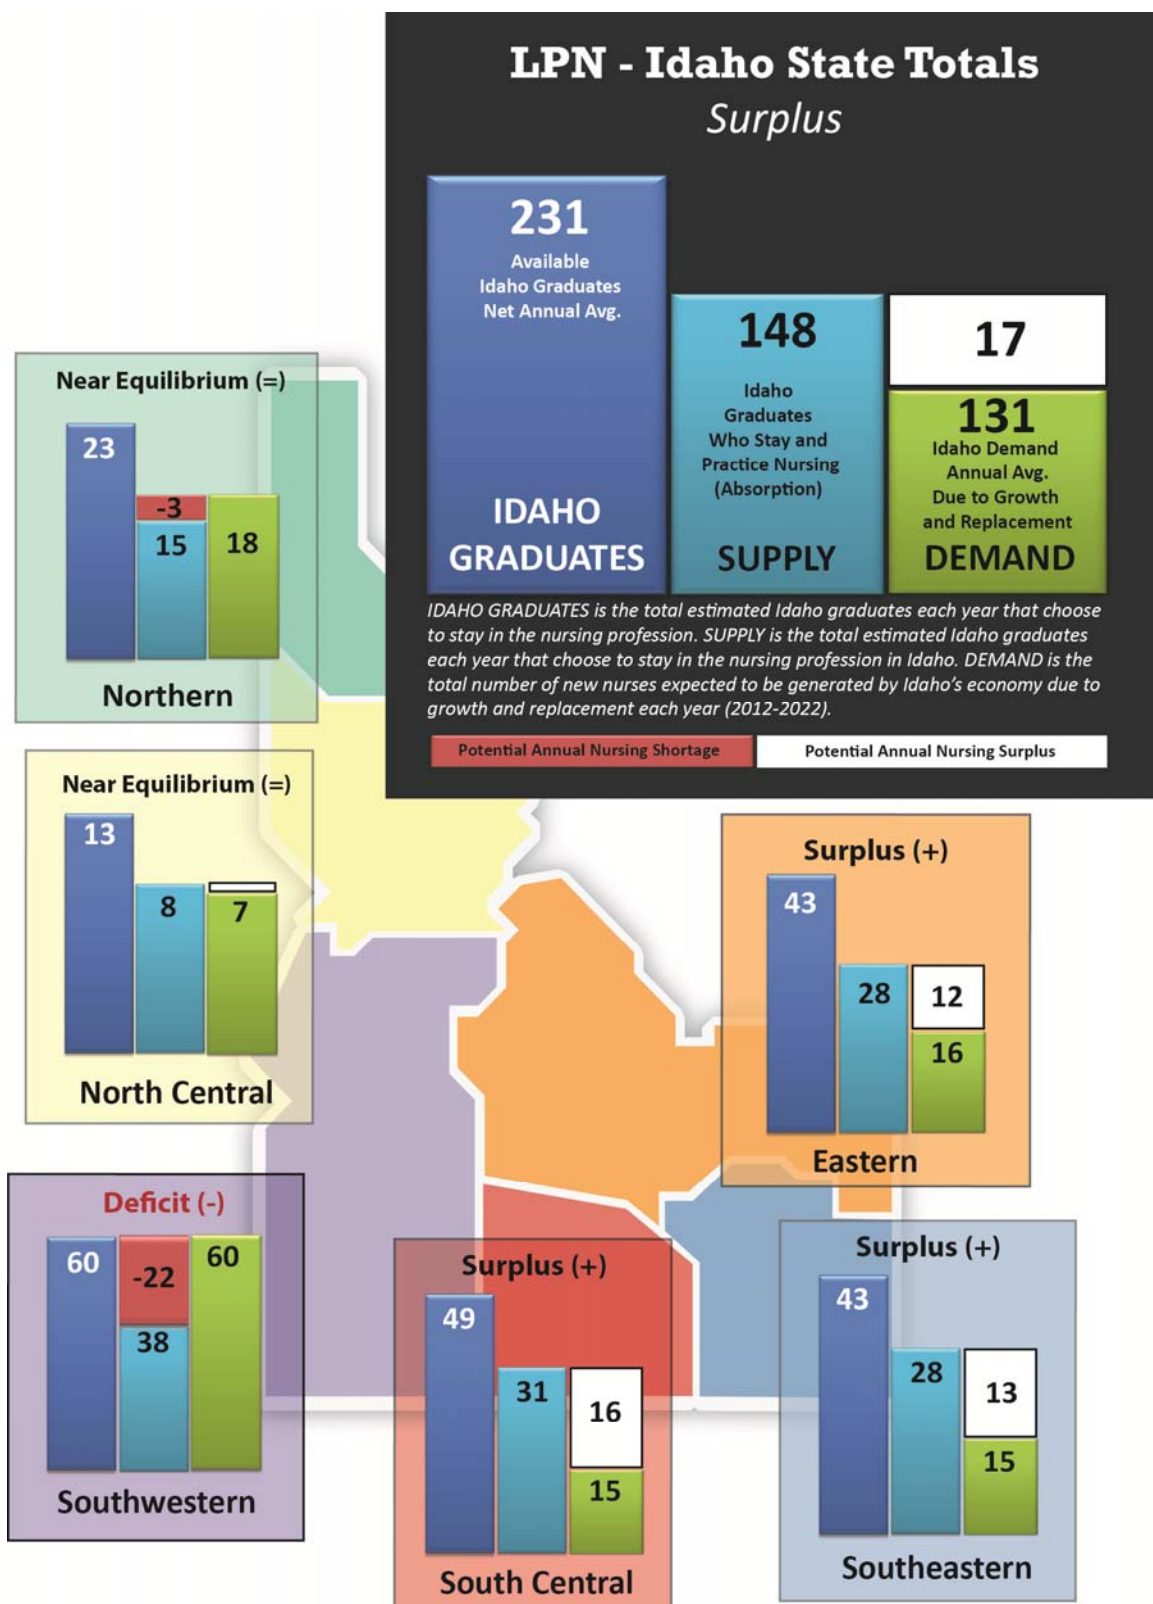 LPN - Idaho State Totals
Surplus
231
Available
Idaho Graduates
Net Annual Avg.
IDAHO
GRADUATES
148
Idaho
Graduates
Who Stay and
Practice Nursing
(Absorption)
SUPPLY
17
131
Idaho Demand
Annual Avg.
Due to Growth
and Replacement
DEMAND
IDAHO GRADUATES is the total estimated Idaho graduates each year that choose
to stay in the nursing profession. SUPPLY is the total estimated Idaho graduates
each year that choose to stay in the nursing profession in Idaho. DEMAND is the
total number of new nurses expected to be generated by Idaho's economy due to
growth and replacement each year (2012-2022).
Potential Annual Nursing Shortage
Potential Annual Nursing Surplus
Near Equilibrium (=)
23
-3
15
18
Northern
Near Equilibrium (=)
13
8
7
North Central
Surplus (+)
43
28
12
16
Eastern
Deficit (-)
60
-22
38
60
Southwestern
Surplus (+)
49
31
16
15
South Central
Surplus (+)
43
28
13
15
Southeastern